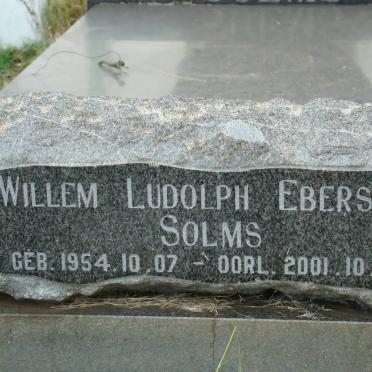 WILLEM LUDOLPH EBERS
SOLMS
GEB. 1954. 10. 07 OORL. 2001. 10.